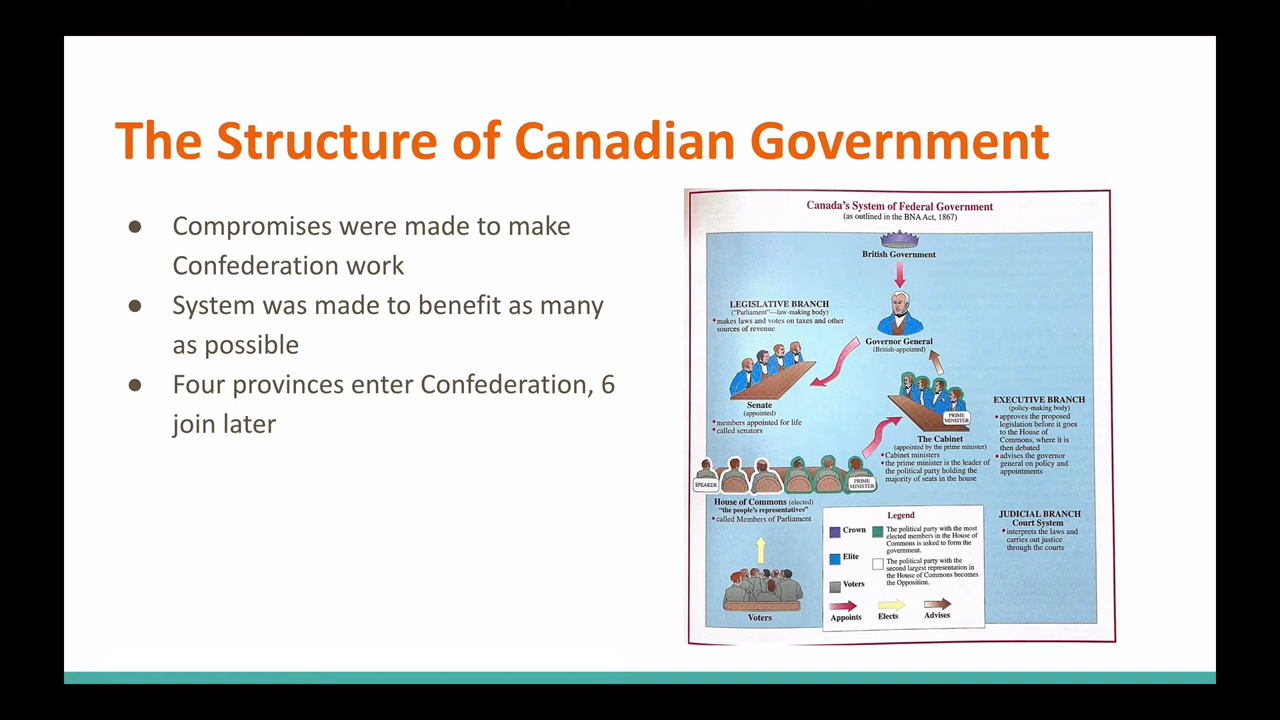 The Structure of Canadian Government
● Compromises were made to make
Confederation work
● System was made to benefit as many
as possible
● Four provinces enter Confederation, 6
join later
Canada's System of Federal Government
(as outlined in the BNA Act, 1867)
British Government
LEGISLATIVE BRANCH
("Parliament"—law-making body)
• makes laws and votes on taxes and other
sources of revenue
Governor General
(British-appointed)
Senate
(appointed)
• members appointed for life
• called senators
PRIME
MINISTER
The Cabinet
(appointed by the prime minister)
• Cabinet ministers
• the prime minister is the leader of
the political party holding the
majority of seats in the house
EXECUTIVE BRANCH
(policy-making body)
• approves the proposed
legislation before it goes
to the House of
Commons, where it is
then debated
• advises the governor
general on policy and
appointments
SPEAKER
PRIME
MINISTER
House of Commons (elected)
"the people's representatives"
• called Members of Parliament
Voters
Legend
Crown
Elite
Voters
The political party with the most
elected members in the House of
Commons is asked to form the
government.
The political party with the
second largest representation in
the House of Commons becomes
the Opposition.
Appoints
Elects
Advises
JUDICIAL BRANCH
Court System
• interprets the laws and
carries out justice
through the courts